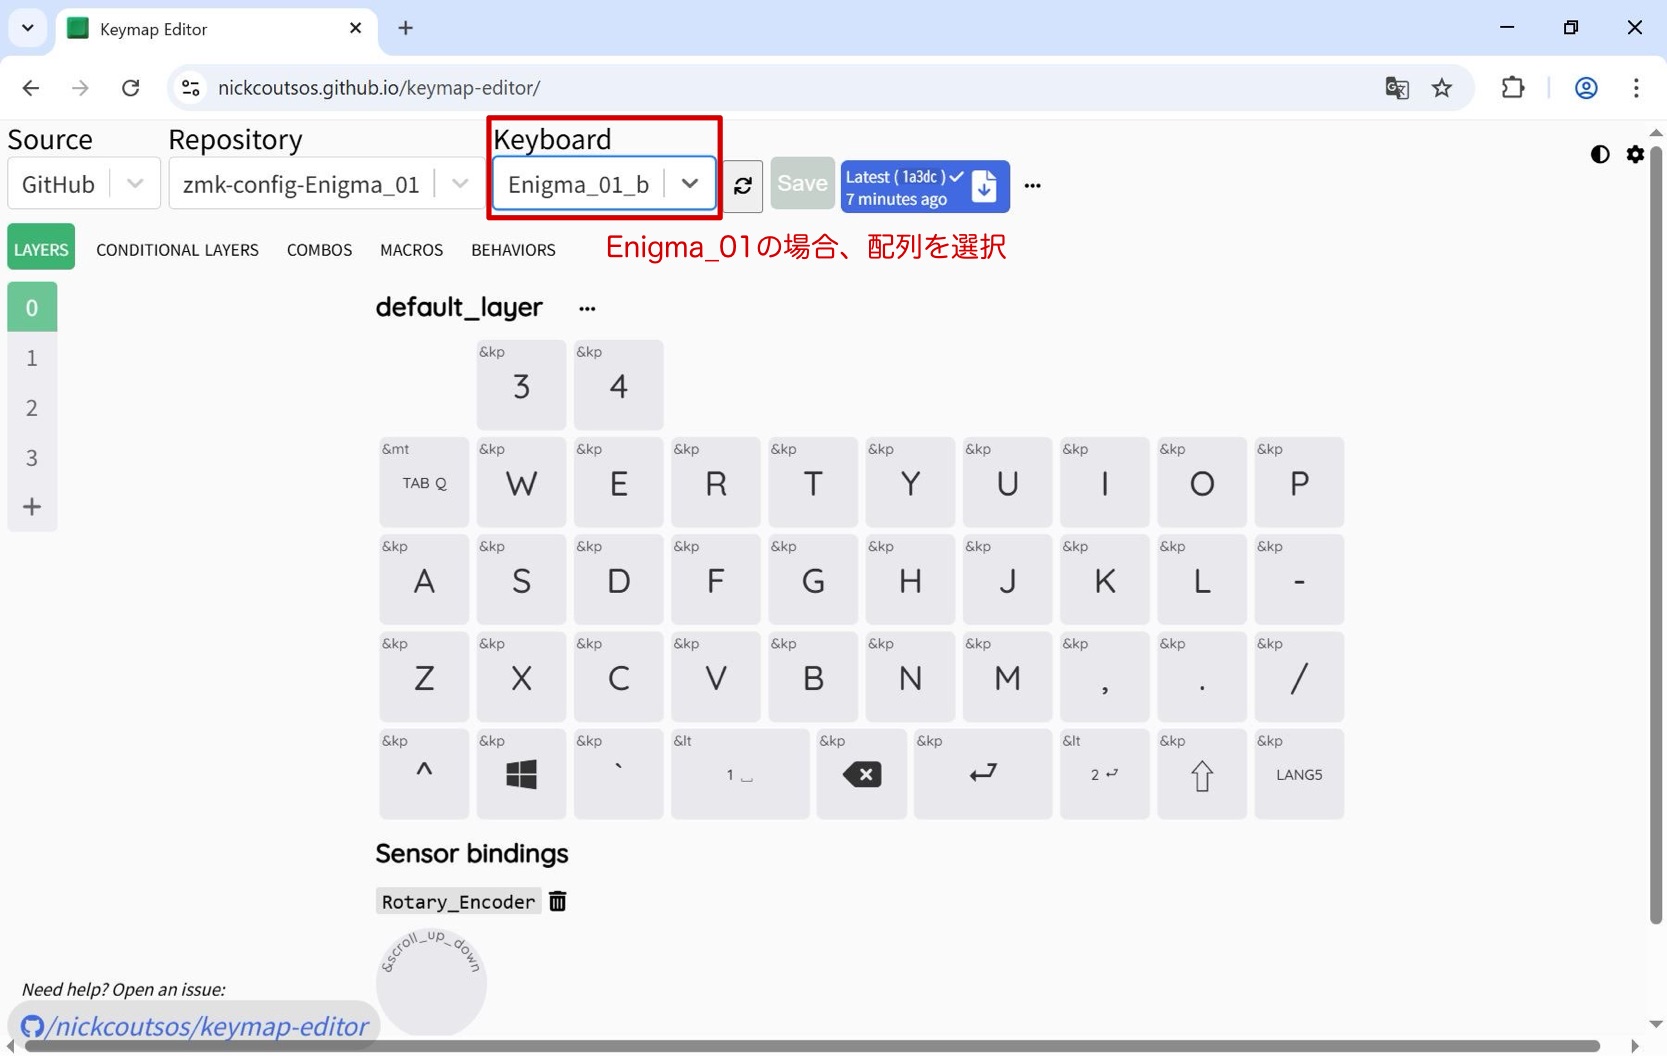 Keymap Editor
nickcoutsos.github.io/keymap-editor/
Source Repository Keyboard
GitHub zmk-config-Enigma_01 Enigma_01_b Save Latest ( 1a3dc )
7 minutes ago
LAYERS CONDITIONAL LAYERS COMBOS MACROS BEHAVIORS Enigma_01の場合、配列を選択
0
1
2
3
+
default_layer ...
&kp &kp
3 4
&mt &kp &kp &kp &kp &kp &kp &kp &kp &kp
TAB Q W E R T Y U I O P
&kp &kp &kp &kp &kp &kp &kp &kp &kp &kp
A S D F G H J K L -
&kp &kp &kp &kp &kp &kp &kp &kp &kp &kp
Z X C V B N M , . /
&kp &kp &kp &lt &kp &kp &lt &kp &kp
^ ` 1 ⎵ ⏎ 2 ⏎ ⇧ LANG5
Sensor bindings
Rotary_Encoder
&scroll_up_down
Need help? Open an issue:
/nickcoutsos/keymap-editor